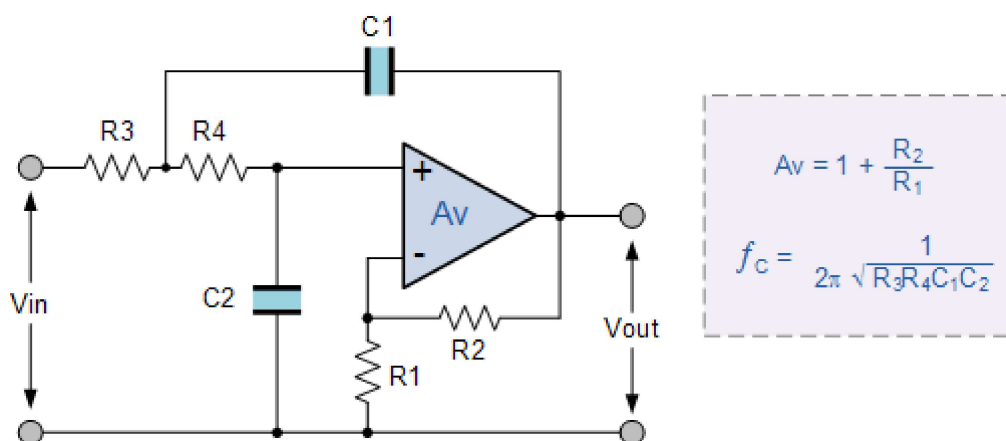 C1
R3
R4
+
Av
-
C2
Vin
R2
R1
Vout
Av = 1 + R₂/R₁
fc = 1/2π √R₃R₄C₁C₂